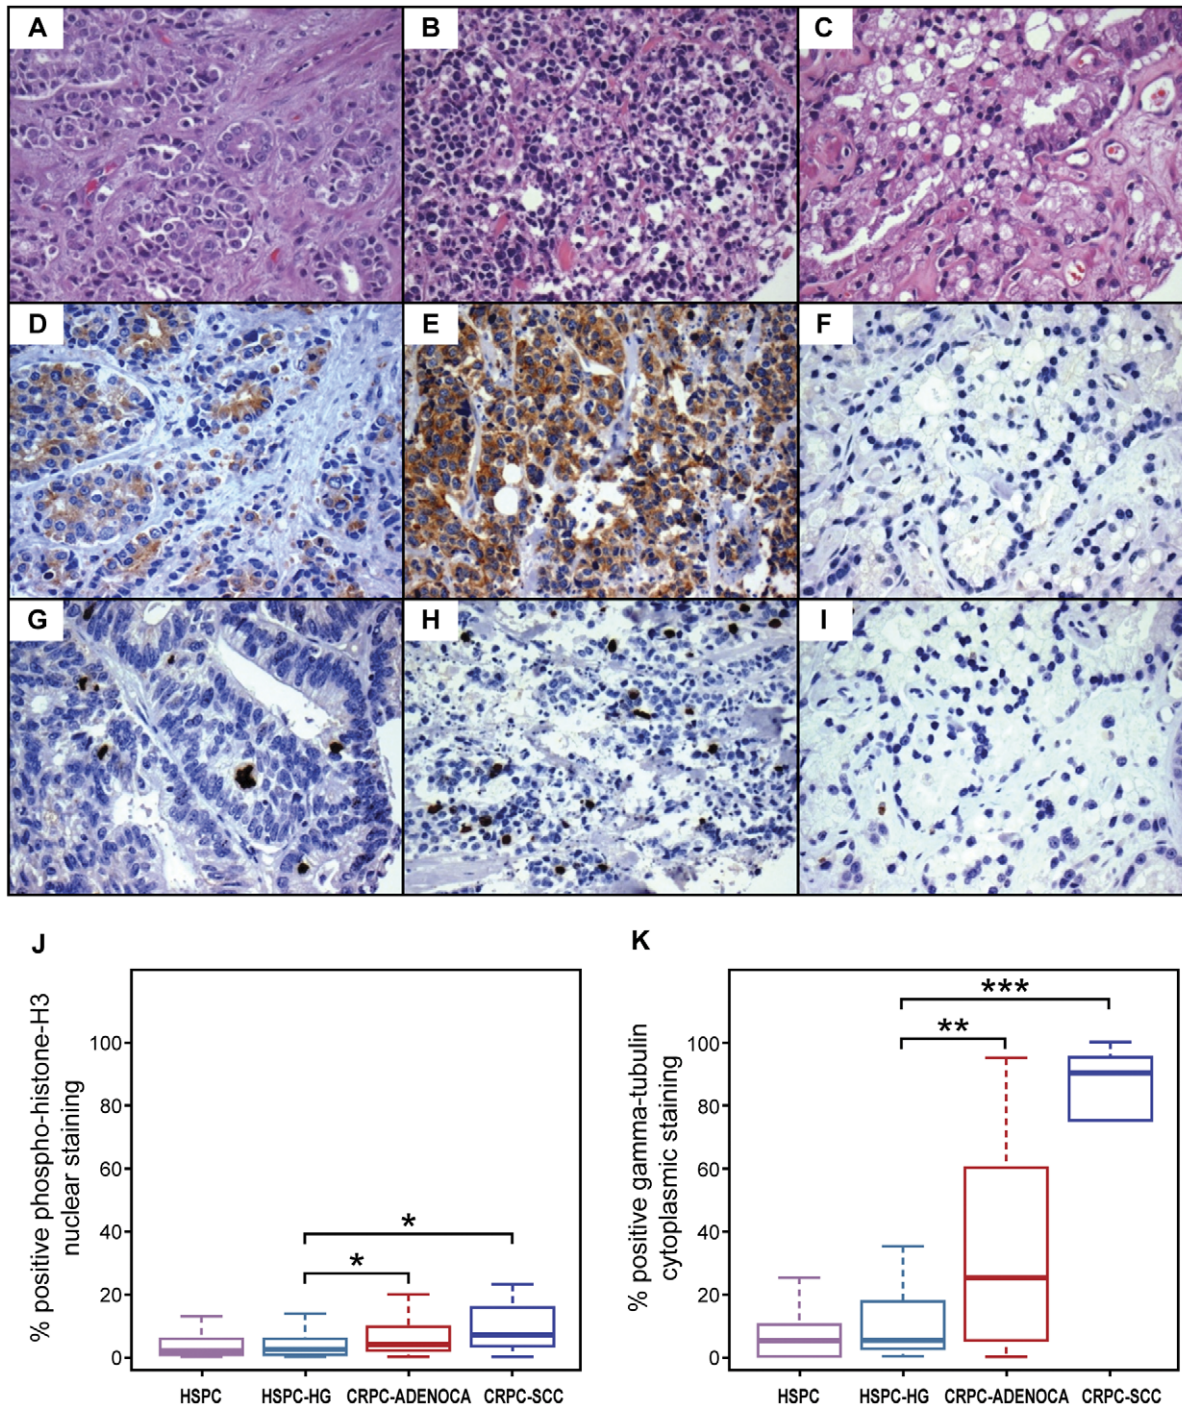 A
B
C
D
E
F
G
H
I
J
K
% positive phospho-histone-H3
nuclear staining
100
80
60
40
20
0
*
*
HSPC
HSPC-HG
CRPC-ADENOCA
CRPC-SCC
% positive gamma-tubulin
cytoplasmic staining
100
80
60
40
20
0
***
**
HSPC
HSPC-HG
CRPC-ADENOCA
CRPC-SCC